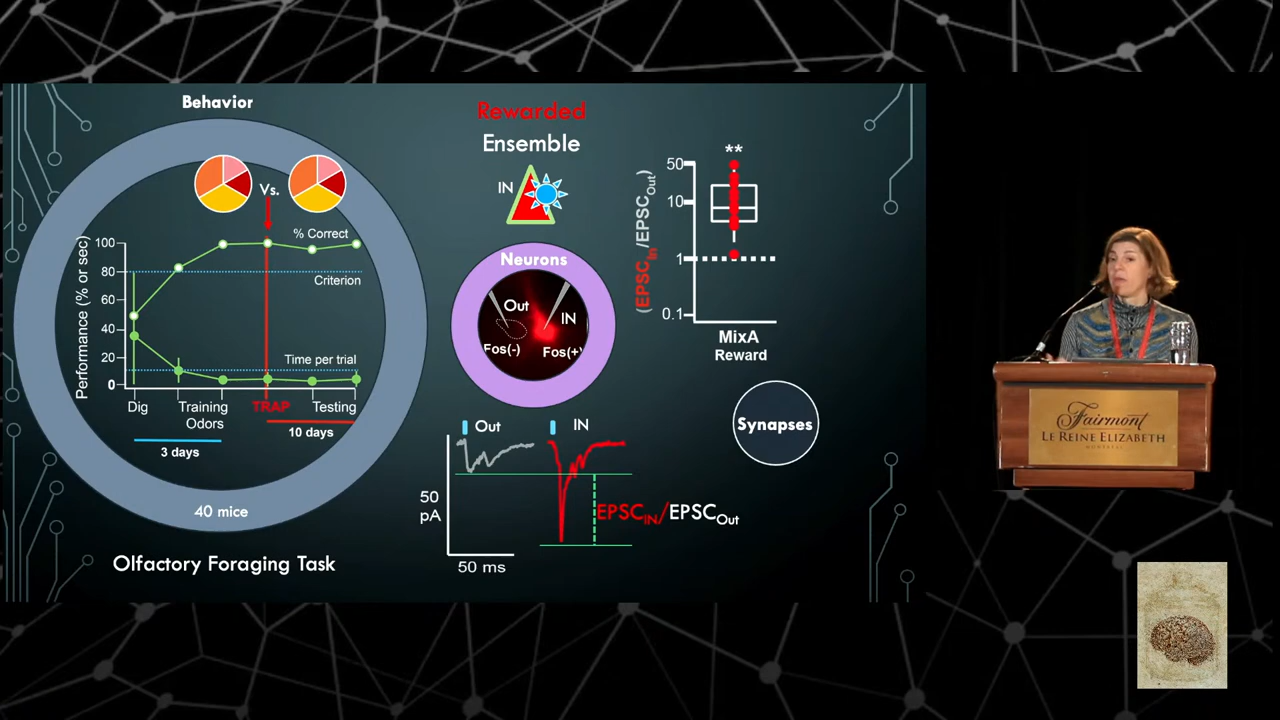 Behavior
Vs.
% Correct
Performance (% or sec)
100
80
60
40
20
0
Criterion
Time per trial
Dig
Training
Odors
TRAP
Testing
3 days
10 days
40 mice
Olfactory Foraging Task
Rewarded
Ensemble
IN
Neurons
Out
IN
Fos(-)
Fos(+)
Out
IN
50
pA
50 ms
EPSCIN/EPSCOut
(EPSCIn/EPSCOut)
**
50
10
1
0.1
MixA
Reward
Synapses
Fairmont
LE REINE ELIZABETH
MONTRÉAL